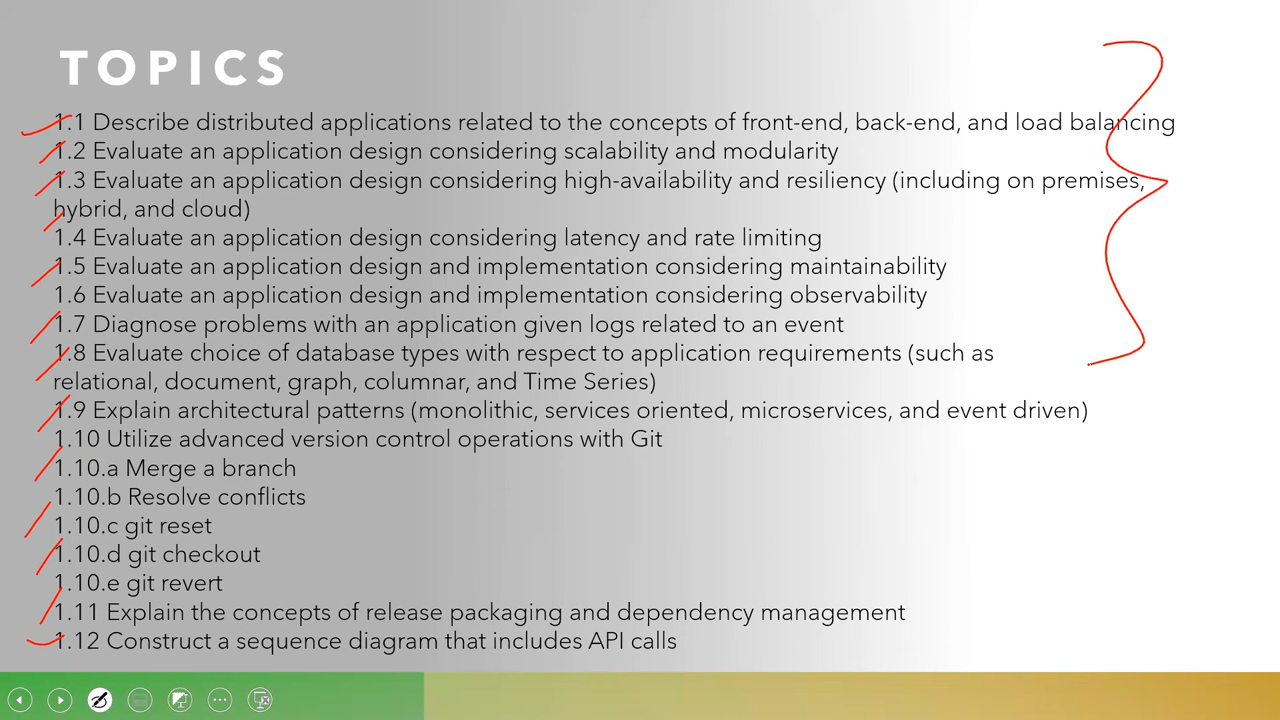 TOPICS
1.1 Describe distributed applications related to the concepts of front-end, back-end, and load balancing
1.2 Evaluate an application design considering scalability and modularity
1.3 Evaluate an application design considering high-availability and resiliency (including on premises,
hybrid, and cloud)
1.4 Evaluate an application design considering latency and rate limiting
1.5 Evaluate an application design and implementation considering maintainability
1.6 Evaluate an application design and implementation considering observability
1.7 Diagnose problems with an application given logs related to an event
1.8 Evaluate choice of database types with respect to application requirements (such as
relational, document, graph, columnar, and Time Series)
1.9 Explain architectural patterns (monolithic, services oriented, microservices, and event driven)
1.10 Utilize advanced version control operations with Git
1.10.a Merge a branch
1.10.b Resolve conflicts
1.10.c git reset
1.10.d git checkout
1.10.e git revert
1.11 Explain the concepts of release packaging and dependency management
1.12 Construct a sequence diagram that includes API calls